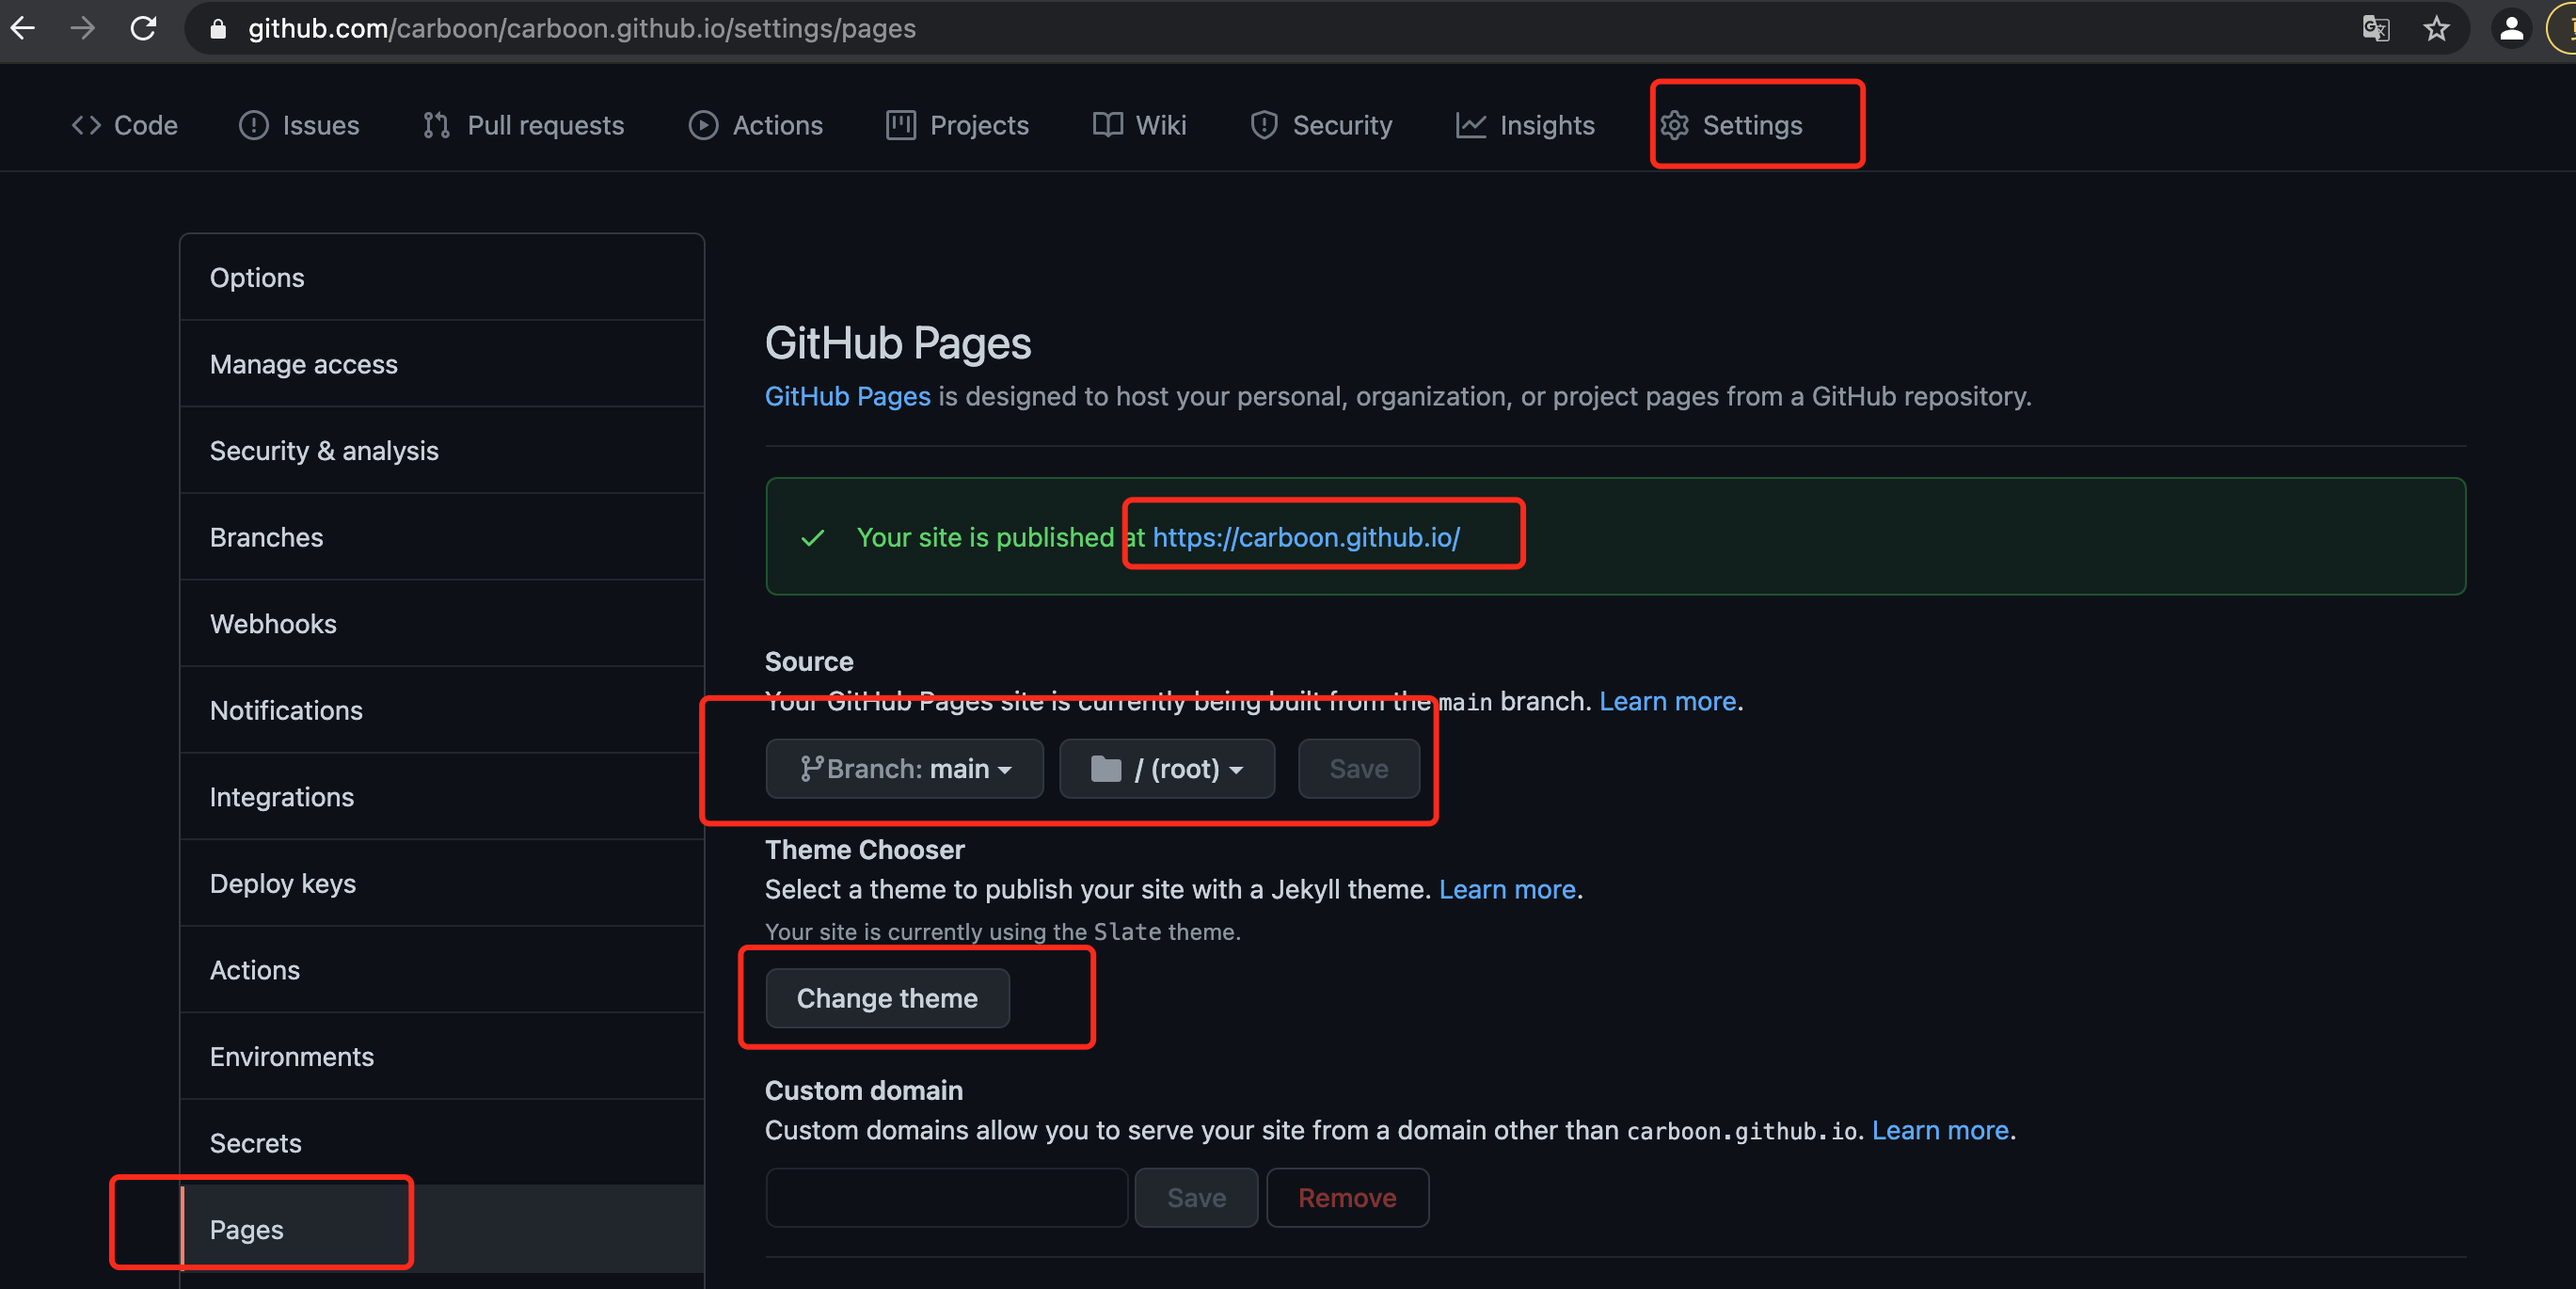 github.com/carboon/carboon.github.io/settings/pages
Code Issues Pull requests Actions Projects Wiki Security Insights Settings
Options
Manage access
Security & analysis
Branches
Webhooks
Notifications
Integrations
Deploy keys
Actions
Environments
Secrets
Pages
GitHub Pages
GitHub Pages is designed to host your personal, organization, or project pages from a GitHub repository.
Your site is published at https://carboon.github.io/
Source
Your GitHub Pages site is currently being built from the main branch. Learn more.
Branch: main / (root) Save
Theme Chooser
Select a theme to publish your site with a Jekyll theme. Learn more.
Your site is currently using the Slate theme.
Change theme
Custom domain
Custom domains allow you to serve your site from a domain other than carboon.github.io. Learn more.
Save Remove